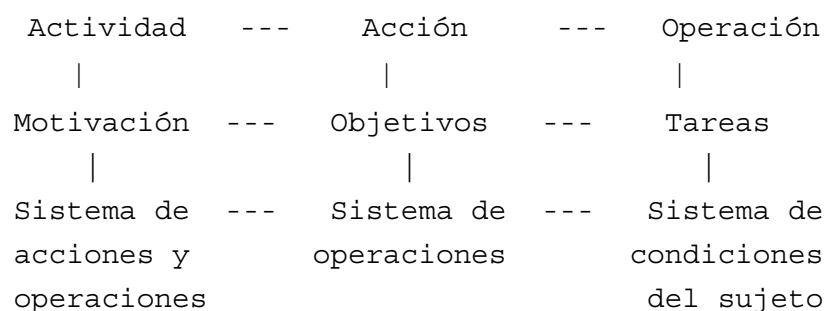 Actividad --- Acción --- Operación
| | |
Motivación --- Objetivos --- Tareas
| | |
Sistema de --- Sistema de --- Sistema de
acciones y operaciones condiciones
operaciones del sujeto